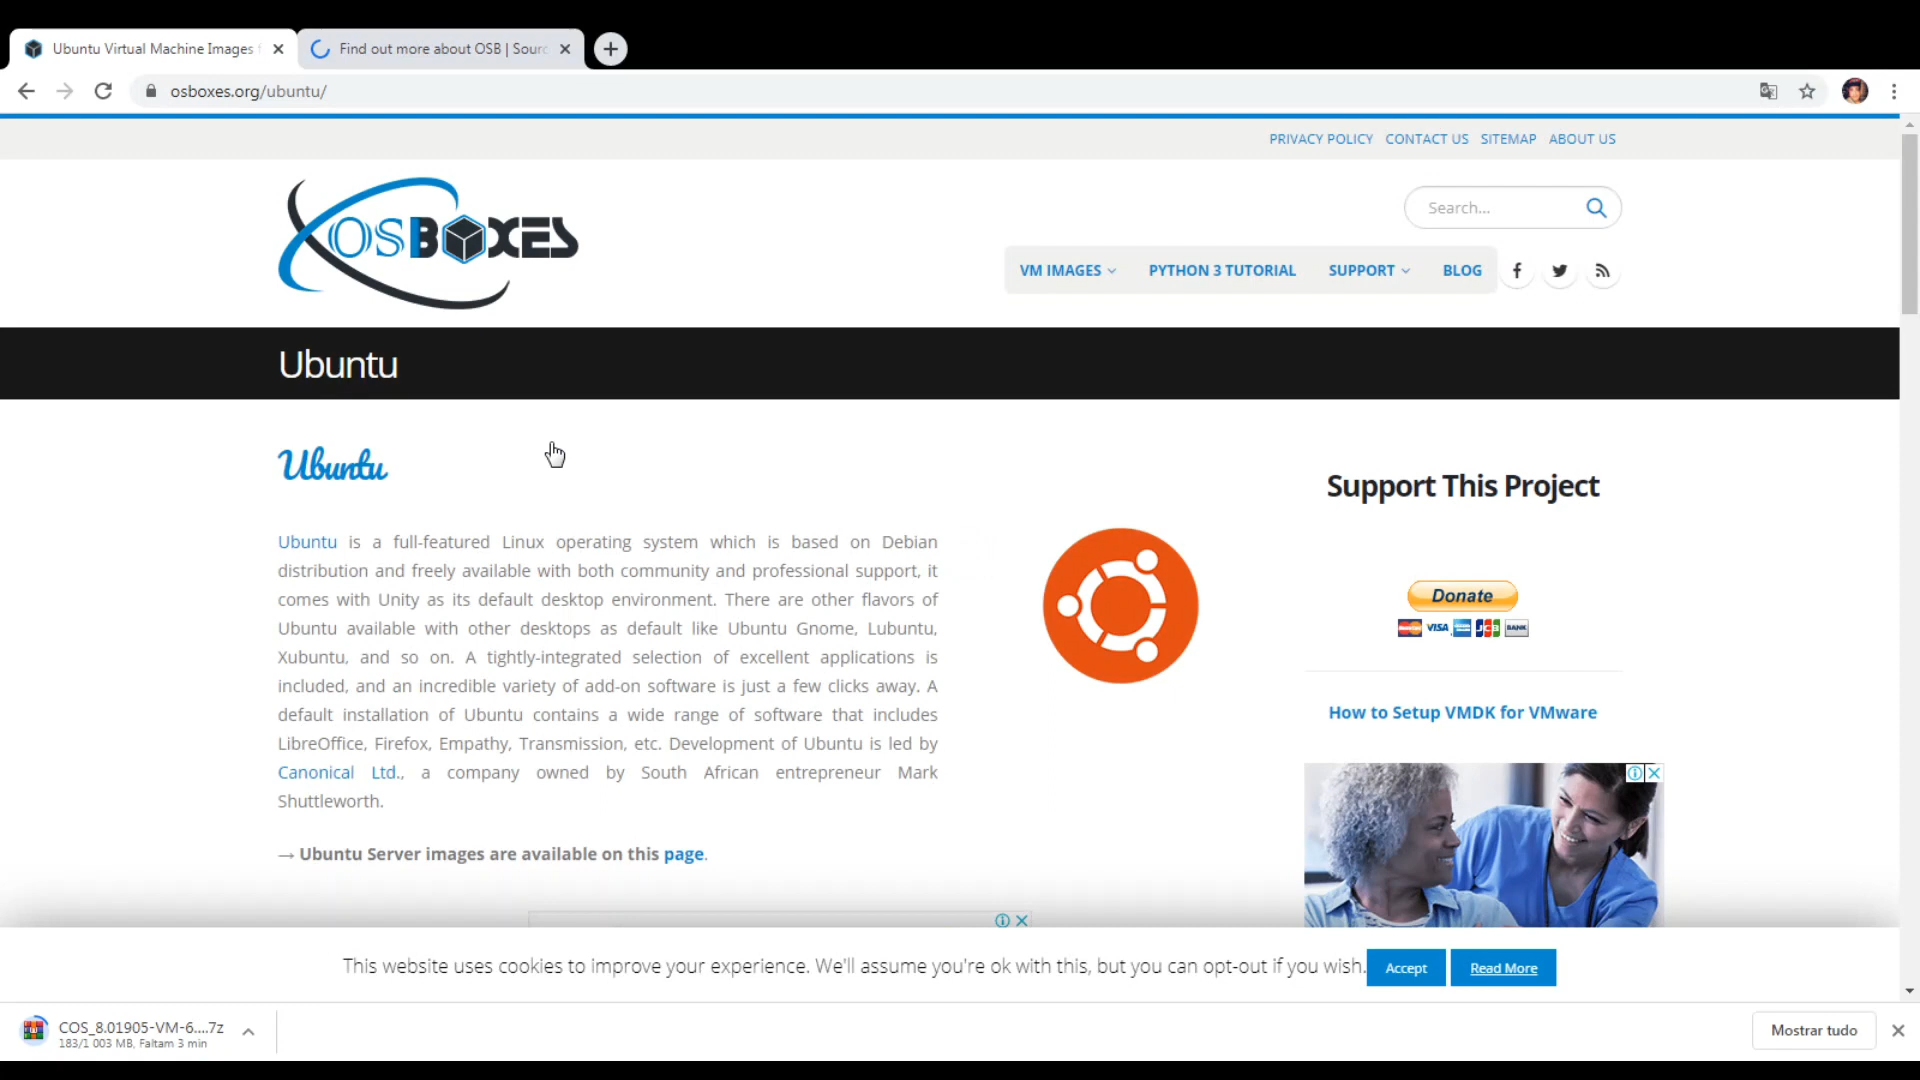 Ubuntu Virtual Machine Images f
Find out more about OSB | Sourc
osboxes.org/ubuntu/
PRIVACY POLICY CONTACT US SITEMAP ABOUT US
OSBOXES
Search...
VM IMAGES PYTHON 3 TUTORIAL SUPPORT BLOG
Ubuntu
Ubuntu
Ubuntu is a full-featured Linux operating system which is based on Debian
distribution and freely available with both community and professional support, it
comes with Unity as its default desktop environment. There are other flavors of
Ubuntu available with other desktops as default like Ubuntu Gnome, Lubuntu,
Xubuntu, and so on. A tightly-integrated selection of excellent applications is
included, and an incredible variety of add-on software is just a few clicks away. A
default installation of Ubuntu contains a wide range of software that includes
LibreOffice, Firefox, Empathy, Transmission, etc. Development of Ubuntu is led by
Canonical Ltd., a company owned by South African entrepreneur Mark
Shuttleworth.
→ Ubuntu Server images are available on this page.
Support This Project
Donate
VISA JCB BANK
How to Setup VMDK for VMware
This website uses cookies to improve your experience. We'll assume you're ok with this, but you can opt-out if you wish. Accept Read More
COS_8.01905-VM-6....7z
183/1 003 MB, Faltam 3 min
Mostrar tudo